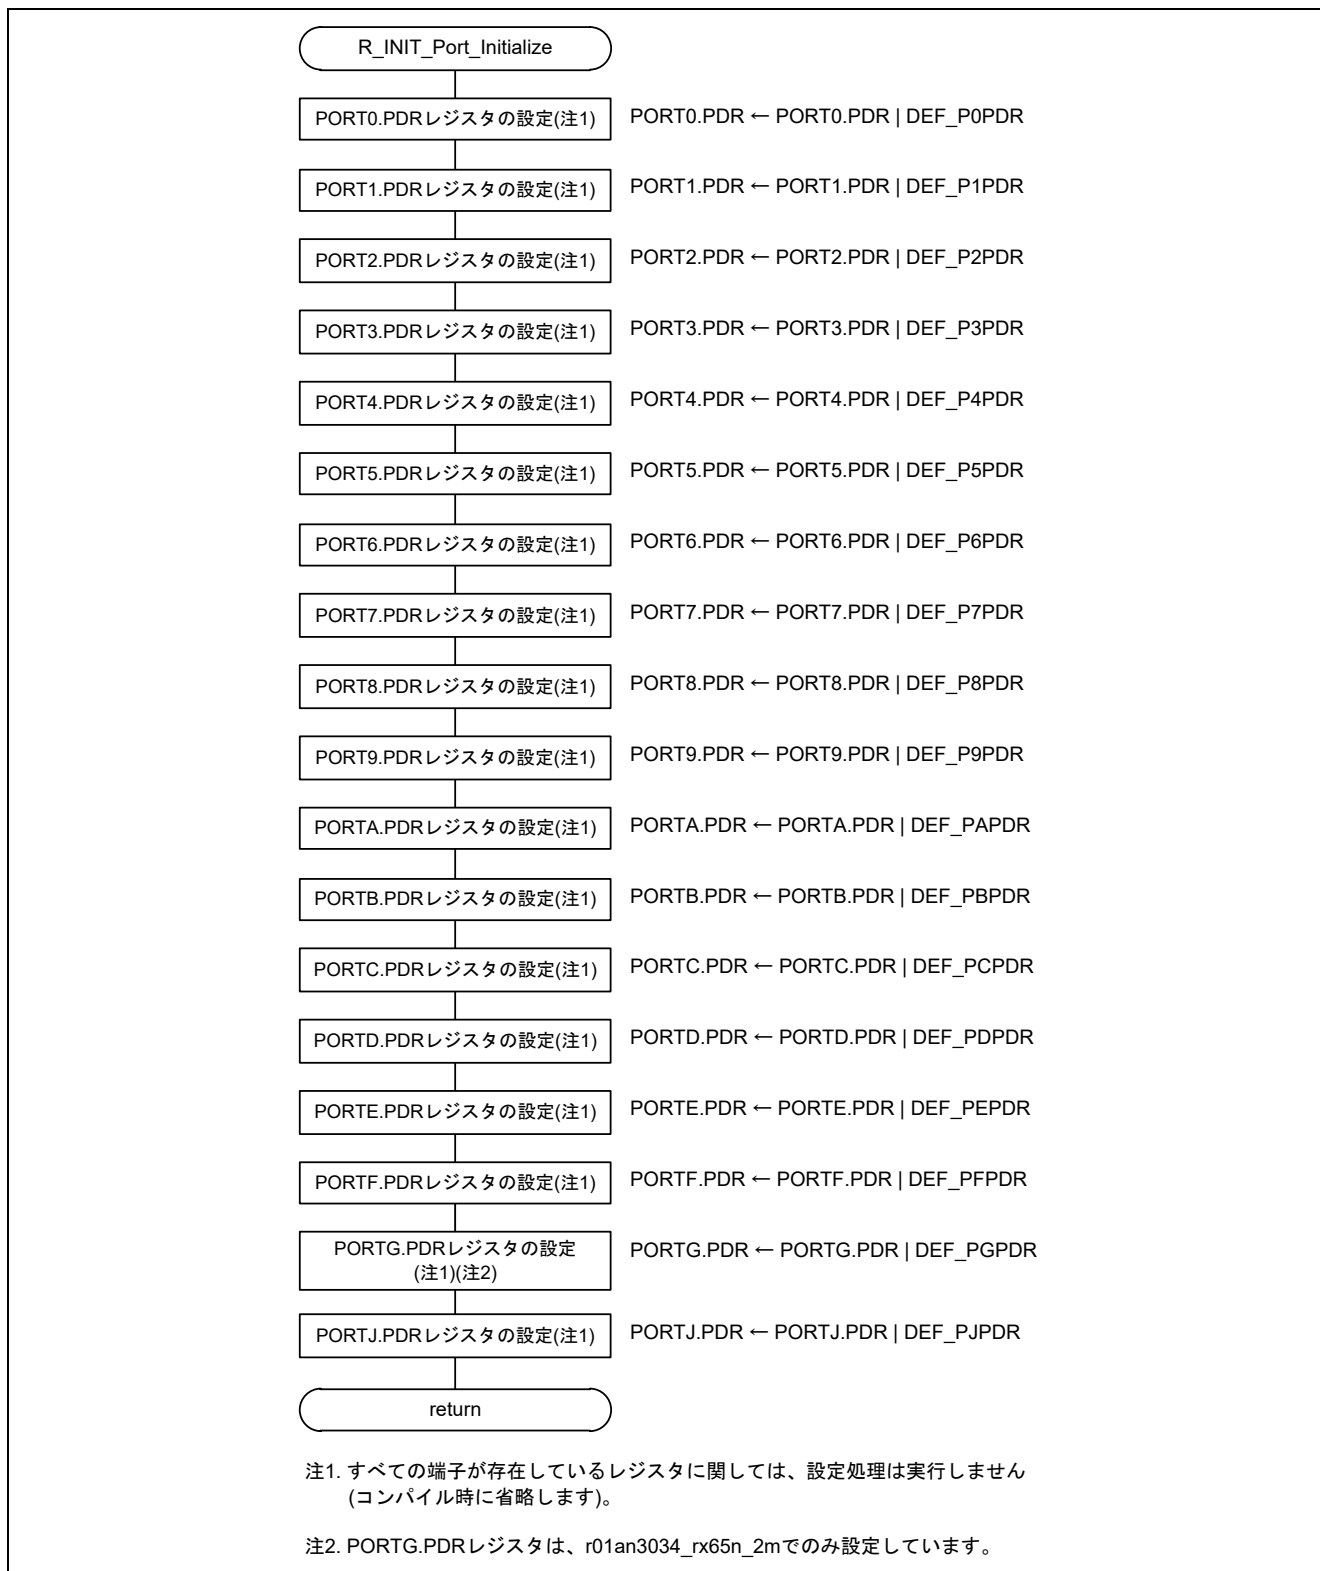 R_INIT_Port_Initialize
PORT0.PDRレジスタの設定(注1)
PORT0.PDR ← PORT0.PDR | DEF_P0PDR
PORT1.PDRレジスタの設定(注1)
PORT1.PDR ← PORT1.PDR | DEF_P1PDR
PORT2.PDRレジスタの設定(注1)
PORT2.PDR ← PORT2.PDR | DEF_P2PDR
PORT3.PDRレジスタの設定(注1)
PORT3.PDR ← PORT3.PDR | DEF_P3PDR
PORT4.PDRレジスタの設定(注1)
PORT4.PDR ← PORT4.PDR | DEF_P4PDR
PORT5.PDRレジスタの設定(注1)
PORT5.PDR ← PORT5.PDR | DEF_P5PDR
PORT6.PDRレジスタの設定(注1)
PORT6.PDR ← PORT6.PDR | DEF_P6PDR
PORT7.PDRレジスタの設定(注1)
PORT7.PDR ← PORT7.PDR | DEF_P7PDR
PORT8.PDRレジスタの設定(注1)
PORT8.PDR ← PORT8.PDR | DEF_P8PDR
PORT9.PDRレジスタの設定(注1)
PORT9.PDR ← PORT9.PDR | DEF_P9PDR
PORTA.PDRレジスタの設定(注1)
PORTA.PDR ← PORTA.PDR | DEF_PAPDR
PORTB.PDRレジスタの設定(注1)
PORTB.PDR ← PORTB.PDR | DEF_PBPDR
PORTC.PDRレジスタの設定(注1)
PORTC.PDR ← PORTC.PDR | DEF_PCPDR
PORTD.PDRレジスタの設定(注1)
PORTD.PDR ← PORTD.PDR | DEF_PDPDR
PORTE.PDRレジスタの設定(注1)
PORTE.PDR ← PORTE.PDR | DEF_PEPDR
PORTF.PDRレジスタの設定(注1)
PORTF.PDR ← PORTF.PDR | DEF_PFPDR
PORTG.PDRレジスタの設定
(注1)(注2)
PORTG.PDR ← PORTG.PDR | DEF_PGPDR
PORTJ.PDRレジスタの設定(注1)
PORTJ.PDR ← PORTJ.PDR | DEF_PJPDR
return
注1. すべての端子が存在しているレジスタに関しては、設定処理は実行しません
(コンパイル時に省略します)。
注2. PORTG.PDRレジスタは、r01an3034_rx65n_2mでのみ設定しています。